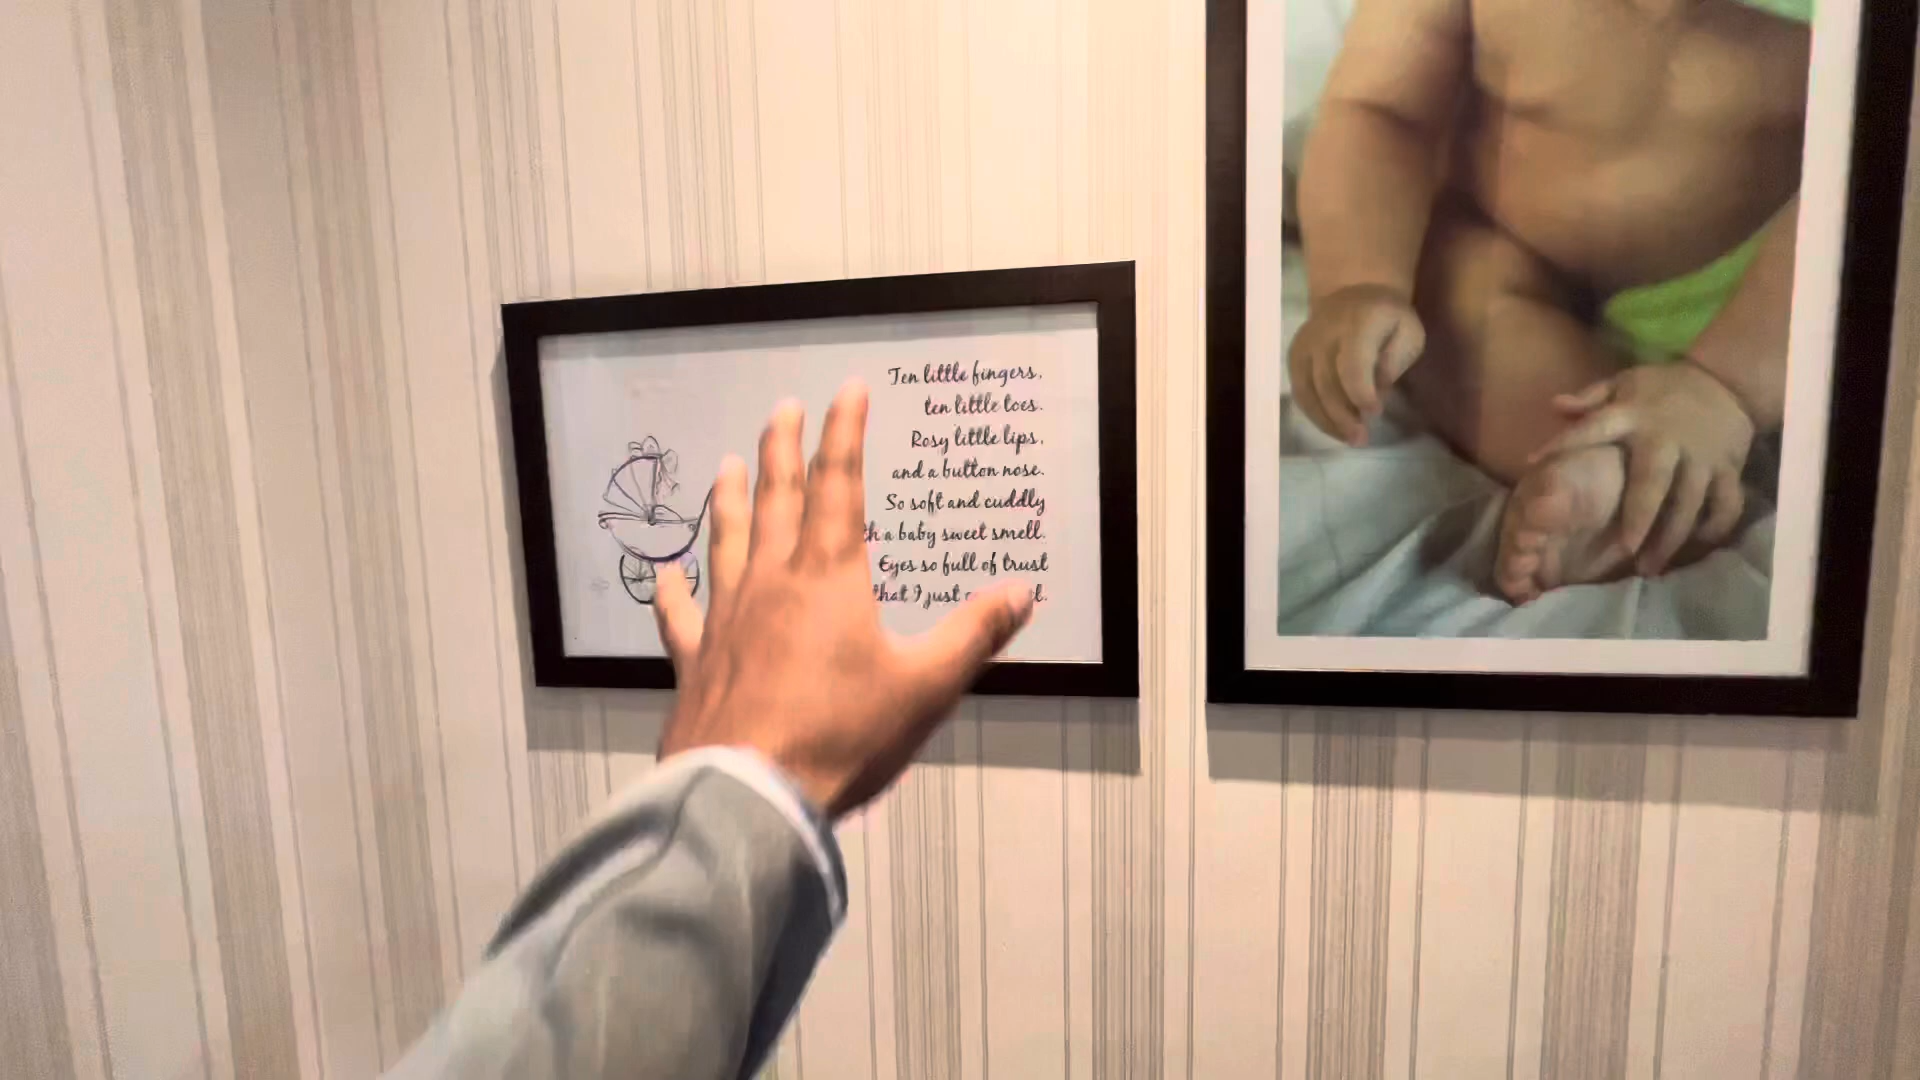 Ten little fingers,
ten little toes.
Rosy little lips,
and a button nose.
So soft and cuddly
a baby sweet smell.
Eyes so full of trust
that I just